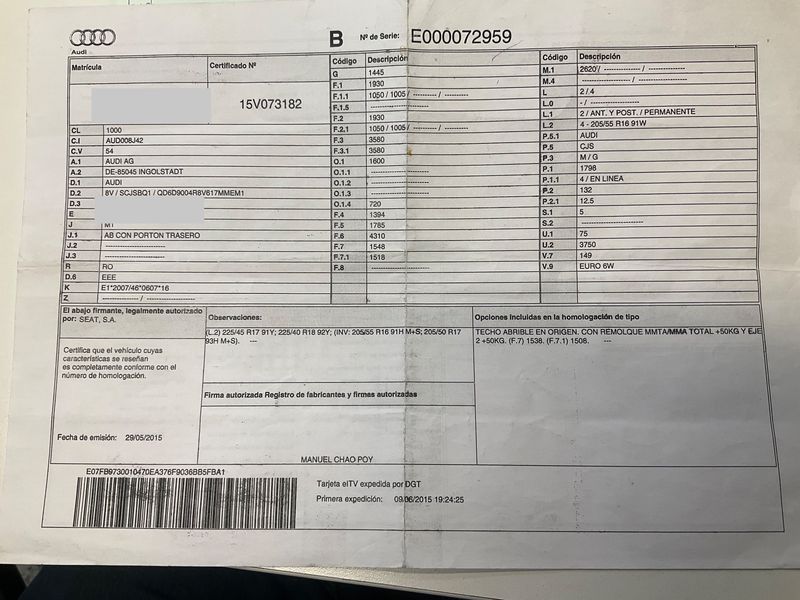 Audi
B Nº de Serie: E000072959
Matrícula Certificado Nº
15V073182
CL 1000
C.I AUD008J42
C.V 54
A.1 AUDI AG
A.2 DE-85045 INGOLSTADT
D.1 AUDI
D.2 8V / SCJSBQ1 / QD6D9004R8V617MMEM1
D.3
E
J M1
J.1 AB CON PORTON TRASERO
J.2 --------------------
J.3 --------------------
R RO
D.6 EEE
K E1*2007/46*0607*16
Z ---------- / ----------
Código Descripción
G 1445
F.1 1930
F.1.1 1050 / 1005 / --------- / ---------
F.1.5 --------------------
F.2 1930
F.2.1 1050 / 1005 / --------- / ---------
F.3 3580
F.3.1 3580
O.1 1600
O.1.1 --------------------
O.1.2 --------------------
O.1.3 --------------------
O.1.4 720
F.4 1394
F.5 1785
F.6 4310
F.7 1548
F.7.1 1518
F.8 --------------------
Código Descripción
M.1 2620 / --------- / ---------
M.4 --------- / ---------
L 2 / 4
L.0 - / ---------
L.1 2 / ANT. Y POST. / PERMANENTE
L.2 4 - 205/55 R16 91W
P.5.1 AUDI
P.5 CJS
P.3 M / G
P.1 1798
P.1.1 4 / EN LINEA
P.2 132
P.2.1 12.5
S.1 5
S.2 --------------------
U.1 75
U.2 3750
V.7 149
V.9 EURO 6W
El abajo firmante, legalmente autorizado
por: SEAT, S.A.
Certifica que el vehículo cuyas
características se reseñan
es completamente conforme con el
número de homologación.
Fecha de emisión: 29/05/2015
Observaciones:
(L.2) 225/45 R17 91Y; 225/40 R18 92Y; (INV: 205/55 R16 91H M+S; 205/50 R17
93H M+S). ---
Firma autorizada Registro de fabricantes y firmas autorizadas
MANUEL CHAO POY
Opciones incluidas en la homologación de tipo
TECHO ABRIBLE EN ORIGEN. CON REMOLQUE MMTA/MMA TOTAL +50KG Y EJE
2 +50KG. (F.7) 1538. (F.7.1) 1508. ---
E07FB9730010470EA376F9036BB5FBA1
Tarjeta eITV expedida por DGT
Primera expedición: 09/06/2015 19:24:25